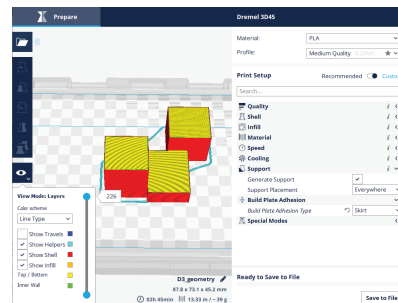 Prepare
Dremel 3D45
Material:
PLA
Profile:
Medium Quality 0.2mm
Print Setup
Recommended
Custo
Search...
Quality
Shell
Infill
Material
Speed
Cooling
Support
Generate Support
Support Placement
Everywhere
Build Plate Adhesion
Build Plate Adhesion Type
Skirt
Special Modes
226
View Mode: Layers
Color scheme
Line Type
Show Travels
Show Helpers
Show Shell
Show Infill
Top / Bottom
Inner Wall
D3_geometry
87.8 x 73.1 x 45.2 mm
02h 45min 13.33 m / ~ 39 g
Ready to Save to File
Save to File